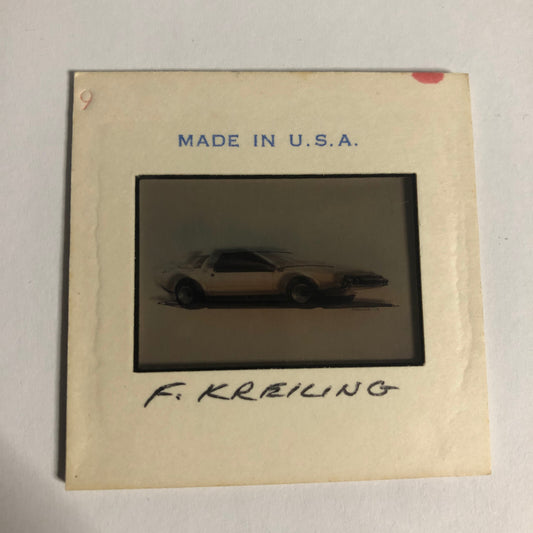 9
MADE IN U.S.A.
F. KREILING